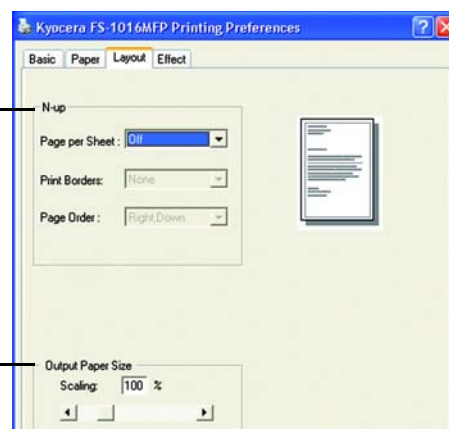 Kyocera FS-1016MFP Printing Preferences
Basic Paper Layout Effect
N-up
Page per Sheet : Off
Print Borders: None
Page Order : Right,Down
Output Paper Size
Scaling: 100 %